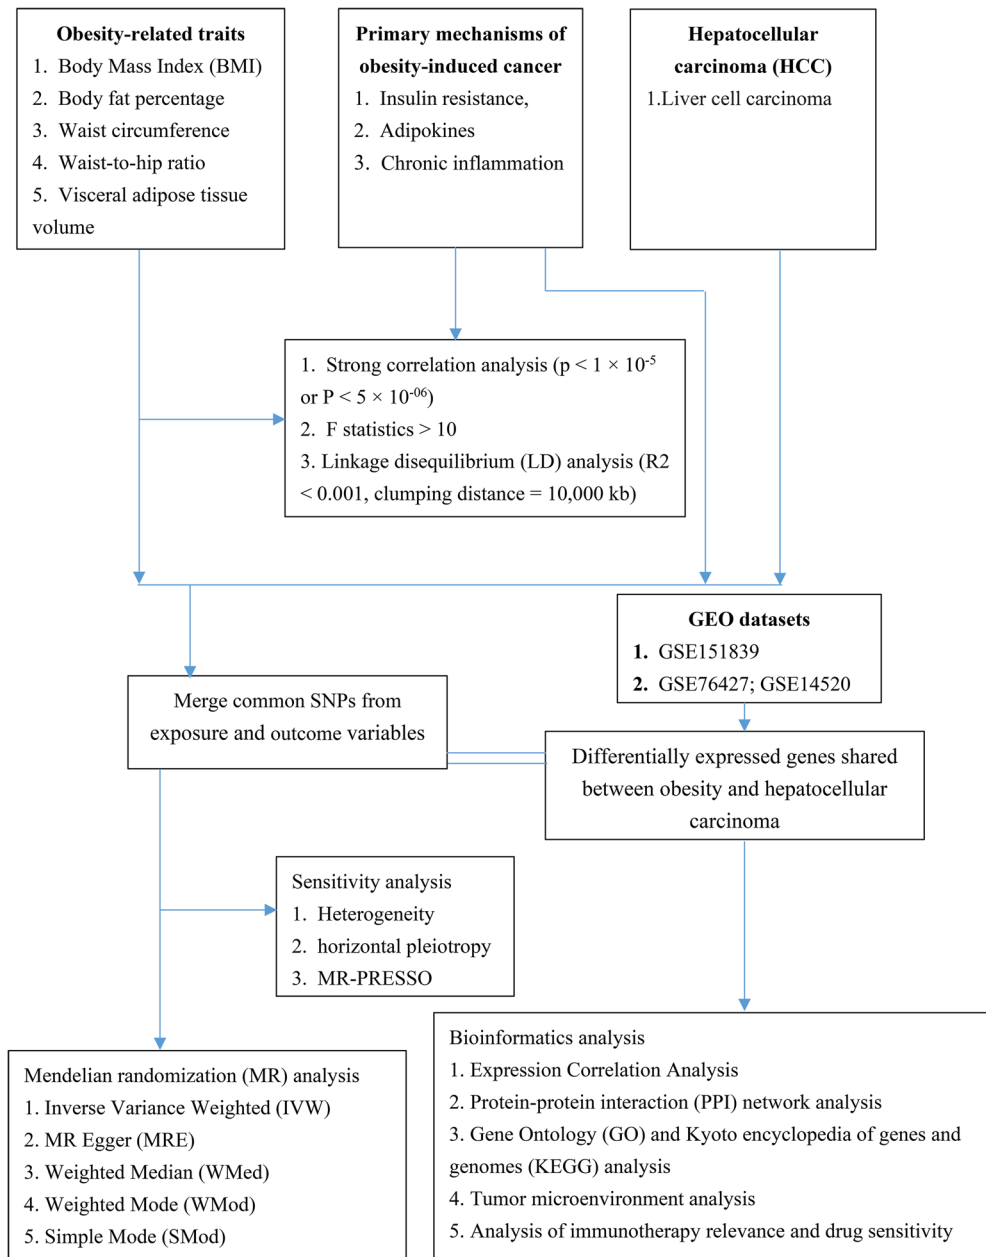 Obesity-related traits
1. Body Mass Index (BMI)
2. Body fat percentage
3. Waist circumference
4. Waist-to-hip ratio
5. Visceral adipose tissue
volume
Primary mechanisms of
obesity-induced cancer
1. Insulin resistance,
2. Adipokines
3. Chronic inflammation
Hepatocellular
carcinoma (HCC)
1.Liver cell carcinoma
1. Strong correlation analysis (p < 1 × 10⁻⁵
or P < 5 × 10⁻⁰⁶)
2. F statistics > 10
3. Linkage disequilibrium (LD) analysis (R2
< 0.001, clumping distance = 10,000 kb)
GEO datasets
1. GSE151839
2. GSE76427; GSE14520
Merge common SNPs from
exposure and outcome variables
Differentially expressed genes shared
between obesity and hepatocellular
carcinoma
Sensitivity analysis
1. Heterogeneity
2. horizontal pleiotropy
3. MR-PRESSO
Mendelian randomization (MR) analysis
1. Inverse Variance Weighted (IVW)
2. MR Egger (MRE)
3. Weighted Median (WMed)
4. Weighted Mode (WMod)
5. Simple Mode (SMod)
Bioinformatics analysis
1. Expression Correlation Analysis
2. Protein-protein interaction (PPI) network analysis
3. Gene Ontology (GO) and Kyoto encyclopedia of genes and
genomes (KEGG) analysis
4. Tumor microenvironment analysis
5. Analysis of immunotherapy relevance and drug sensitivity